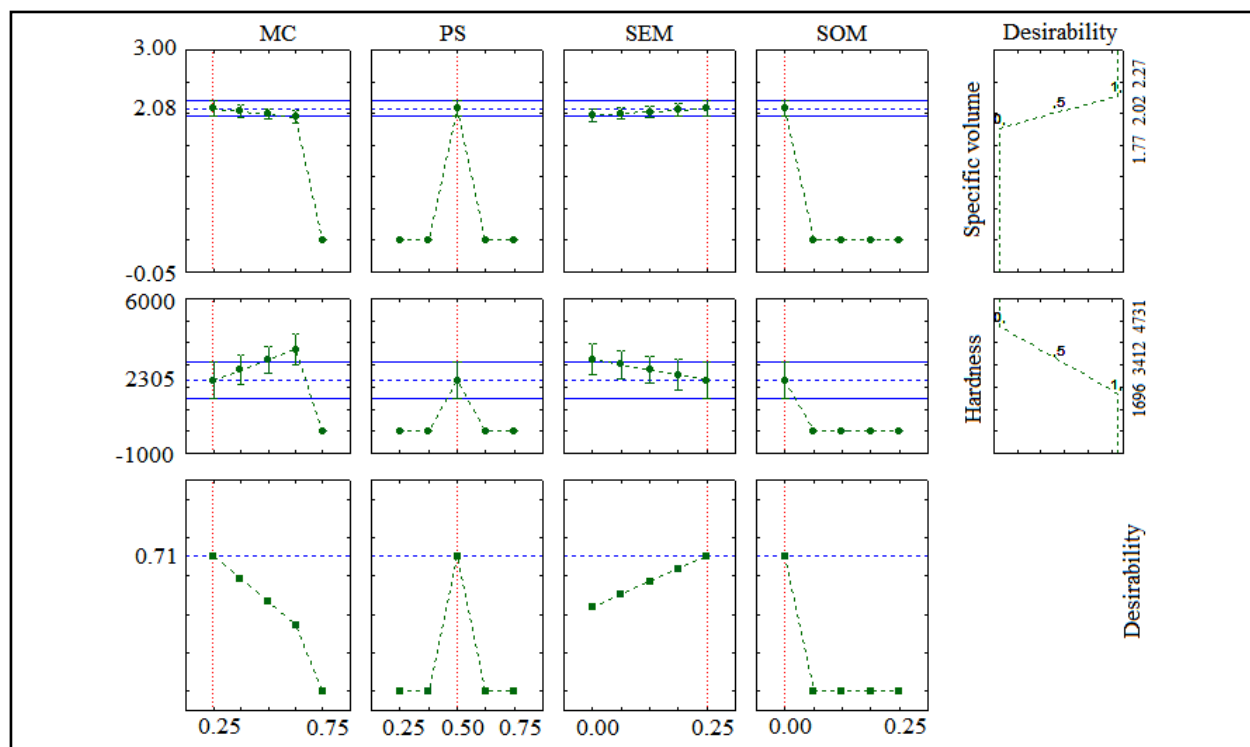 MC PS SEM SOM Desirability
3.00
2.08
-0.05
Specific volume
0. .5 1.
1.77 2.02 2.27
6000
2305
-1000
Hardness
0. .5 1.
1696 3412 4731
0.71
Desirability
0.25 0.75 0.25 0.50 0.75 0.00 0.25 0.00 0.25